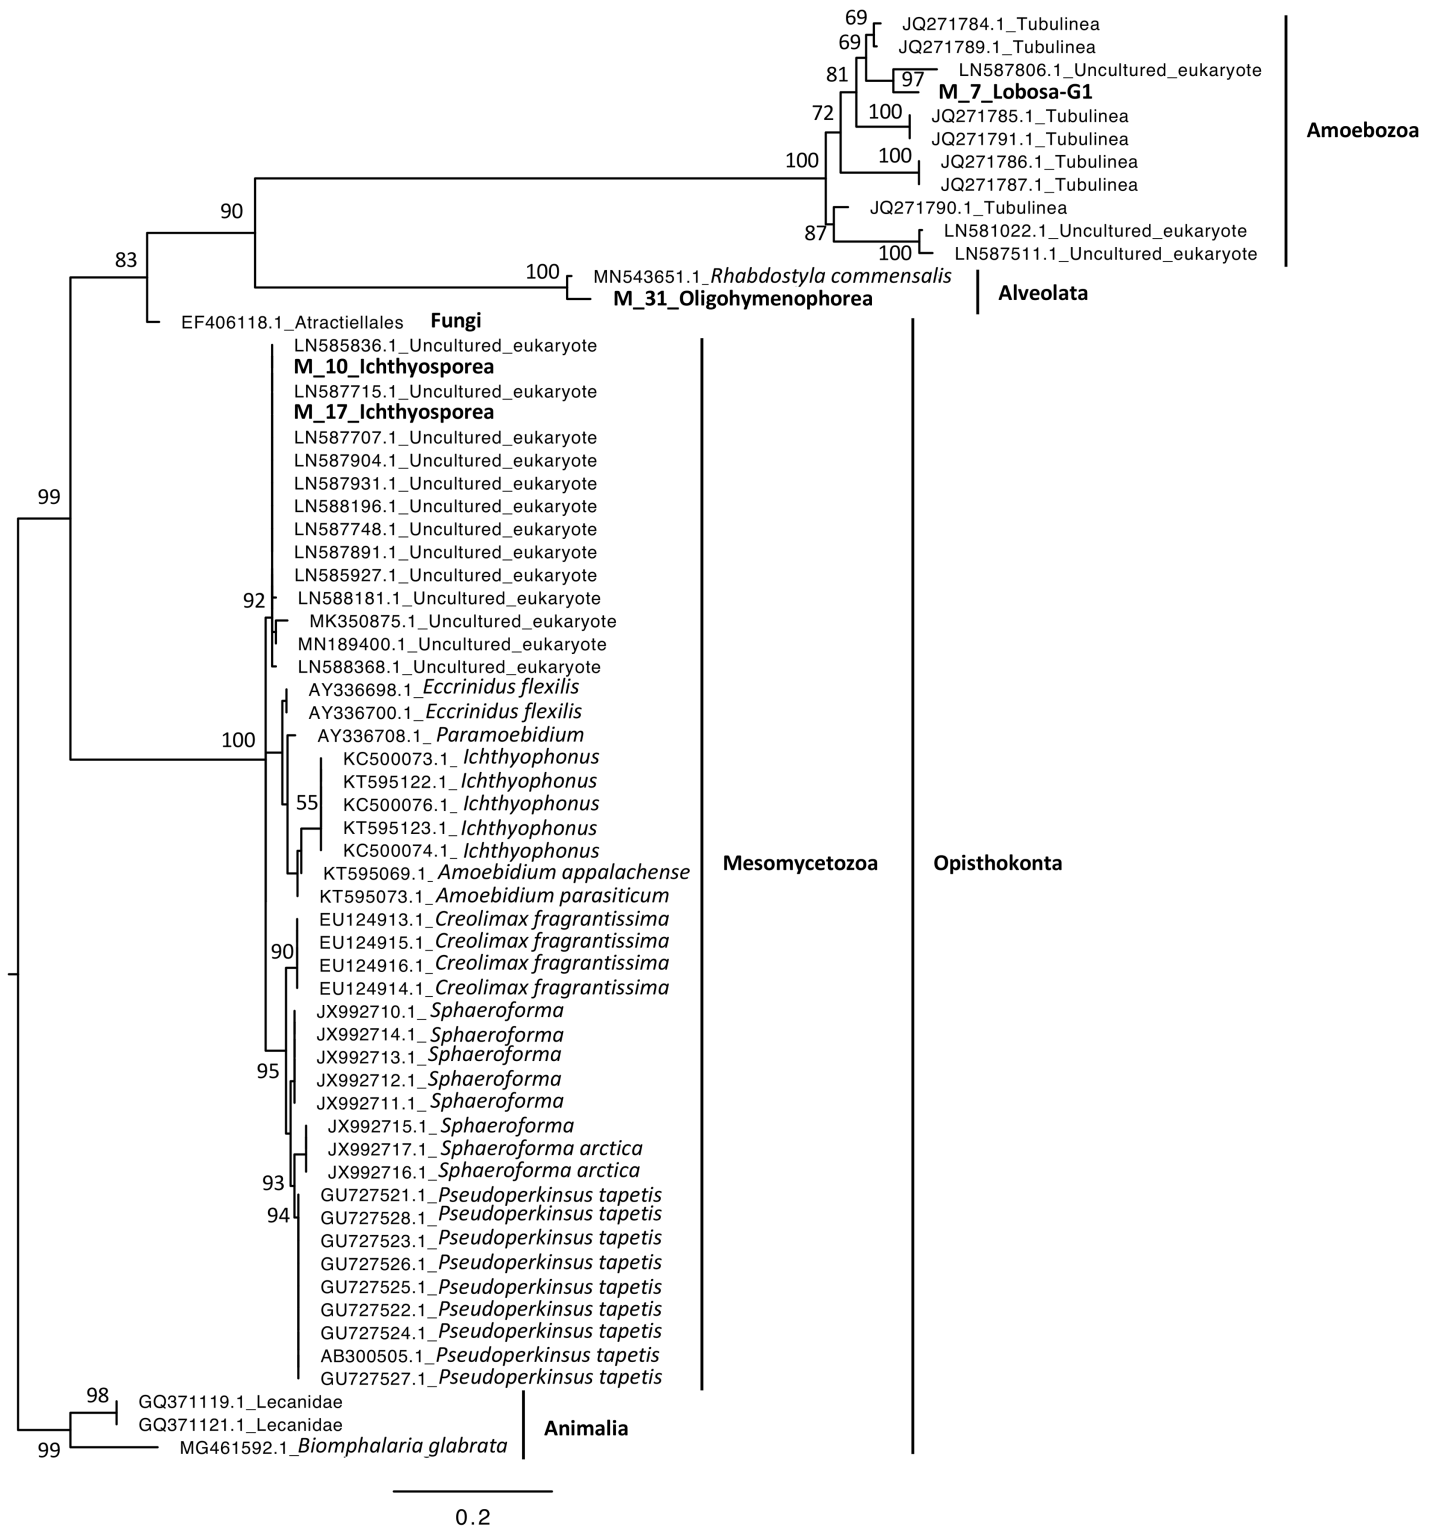 69
JQ271784.1_Tubulinea
69
JQ271789.1_Tubulinea
LN587806.1_Uncultured_eukaryote
81
97
M_7_Lobosa-G1
72
100
JQ271785.1_Tubulinea
Amoebozoa
JQ271791.1_Tubulinea
100
100
JQ271786.1_Tubulinea
JQ271787.1_Tubulinea
90
JQ271790.1_Tubulinea
87
LN581022.1_Uncultured_eukaryote
100
LN587511.1_Uncultured_eukaryote
83
100
MN543651.1_Rhabdostyla commensalis
M_31_Oligohymenophorea
Alveolata
EF406118.1_Atractiellales
Fungi
LN585836.1_Uncultured_eukaryote
M_10_Ichthyosporea
LN587715.1_Uncultured_eukaryote
M_17_Ichthyosporea
LN587707.1_Uncultured_eukaryote
LN587904.1_Uncultured_eukaryote
LN587931.1_Uncultured_eukaryote
99
LN588196.1_Uncultured_eukaryote
LN587748.1_Uncultured_eukaryote
LN587891.1_Uncultured_eukaryote
LN585927.1_Uncultured_eukaryote
92
LN588181.1_Uncultured_eukaryote
MK350875.1_Uncultured_eukaryote
MN189400.1_Uncultured_eukaryote
LN588368.1_Uncultured_eukaryote
AY336698.1_Eccrinidus flexilis
AY336700.1_Eccrinidus flexilis
100
AY336708.1_Paramoebidium
KC500073.1_Ichthyophonus
KT595122.1_Ichthyophonus
55
KC500076.1_Ichthyophonus
KT595123.1_Ichthyophonus
KC500074.1_Ichthyophonus
Mesomycetozoa
Opisthokonta
KT595069.1_Amoebidium appalachense
KT595073.1_Amoebidium parasiticum
EU124913.1_Creolimax fragrantissima
90
EU124915.1_Creolimax fragrantissima
EU124916.1_Creolimax fragrantissima
EU124914.1_Creolimax fragrantissima
JX992710.1_Sphaeroforma
JX992714.1_Sphaeroforma
JX992713.1_Sphaeroforma
95
JX992712.1_Sphaeroforma
JX992711.1_Sphaeroforma
JX992715.1_Sphaeroforma
JX992717.1_Sphaeroforma arctica
JX992716.1_Sphaeroforma arctica
93
GU727521.1_Pseudoperkinsus tapetis
94
GU727528.1_Pseudoperkinsus tapetis
GU727523.1_Pseudoperkinsus tapetis
GU727526.1_Pseudoperkinsus tapetis
GU727525.1_Pseudoperkinsus tapetis
GU727522.1_Pseudoperkinsus tapetis
GU727524.1_Pseudoperkinsus tapetis
AB300505.1_Pseudoperkinsus tapetis
GU727527.1_Pseudoperkinsus tapetis
98
GQ371119.1_Lecanidae
GQ371121.1_Lecanidae
Animalia
99
MG461592.1_Biomphalaria glabrata
0.2